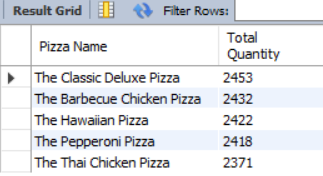 Result Grid Filter Rows:
Pizza Name Total Quantity
The Classic Deluxe Pizza 2453
The Barbecue Chicken Pizza 2432
The Hawaiian Pizza 2422
The Pepperoni Pizza 2418
The Thai Chicken Pizza 2371